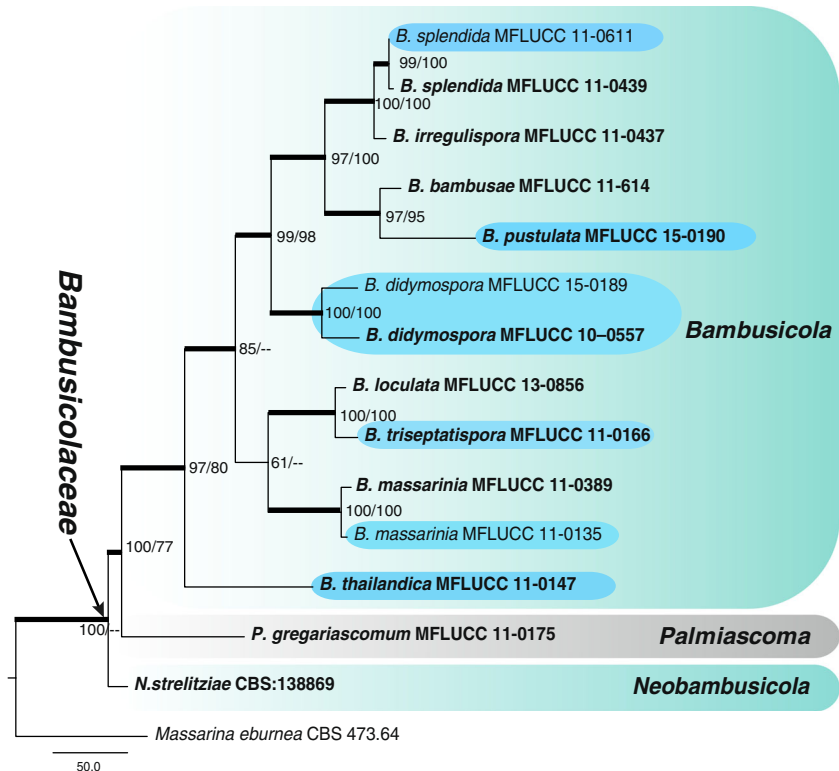 B. splendida MFLUCC 11-0611
99/100
B. splendida MFLUCC 11-0439
100/100
B. irregulispora MFLUCC 11-0437
97/100
B. bambusae MFLUCC 11-614
97/95
B. pustulata MFLUCC 15-0190
99/98
B. didymospora MFLUCC 15-0189
100/100
B. didymospora MFLUCC 10–0557
Bambusicola
85/--
B. loculata MFLUCC 13-0856
100/100
B. triseptatispora MFLUCC 11-0166
61/--
97/80
B. massarinia MFLUCC 11-0389
100/100
B. massarinia MFLUCC 11-0135
Bambusicolaceae
100/77
B. thailandica MFLUCC 11-0147
100/--
P. gregariascomum MFLUCC 11-0175
Palmiascoma
N.strelitziae CBS:138869
Neobambusicola
Massarina eburnea CBS 473.64
50.0